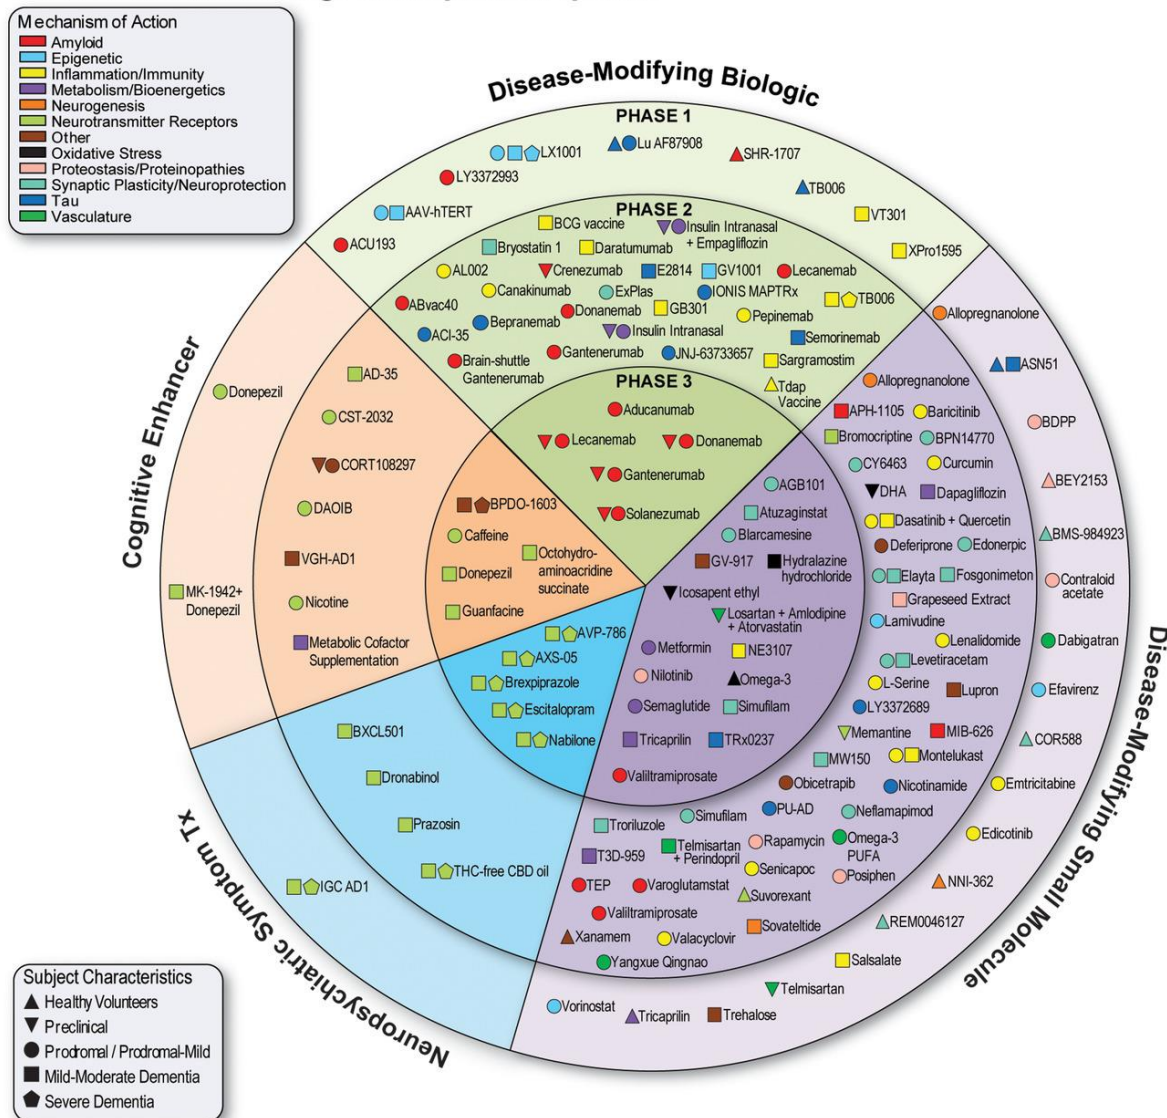 Mechanism of Action
Amyloid
Epigenetic
Inflammation/Immunity
Metabolism/Bioenergetics
Neurogenesis
Neurotransmitter Receptors
Other
Oxidative Stress
Proteostasis/Proteinopathies
Synaptic Plasticity/Neuroprotection
Tau
Vasculature
Disease-Modifying Biologic
PHASE 1
Lu AF87908
LX1001
SHR-1707
LY3372993
TB006
AAV-hTERT
VT301
ACU193
XPro1595
PHASE 2
BCG vaccine
Insulin Intranasal
+ Empagliflozin
Bryostatin 1
Daratumumab
AL002
Crenezumab
E2814
GV1001
Lecanemab
Canakinumab
ExPlas
IONIS MAPTRx
TB006
ABvac40
Donanemab
GB301
Pepinemab
ACI-35
Bepranemab
Insulin Intranasal
Semorinemab
Brain-shuttle
Gantenerumab
Gantenerumab
JNJ-63733657
Sargramostim
Tdap
Vaccine
PHASE 3
Aducanumab
Lecanemab
Donanemab
Gantenerumab
Solanezumab
Cognitive Enhancer
Donepezil
MK-1942+
Donepezil
AD-35
CST-2032
CORT108297
DAOIB
VGH-AD1
Nicotine
Metabolic Cofactor
Supplementation
BPDO-1603
Caffeine
Octohydro-
aminoacridine
succinate
Donepezil
Guanfacine
Neuropsychiatric Symptom Tx
AVP-786
AXS-05
Brexpiprazole
Escitalopram
Nabilone
BXCL501
Dronabinol
Prazosin
THC-free CBD oil
IGC AD1
Disease-Modifying Small Molecule
AGB101
Atuzaginstat
Blarcamesine
GV-917
Hydralazine
hydrochloride
Icosapent ethyl
Losartan + Amlodipine
+ Atorvastatin
Metformin
NE3107
Nilotinib
Omega-3
Semaglutide
Simufilam
Tricaprilin
TRx0237
Valiltramiprosate
Allopregnanolone
APH-1105
Baricitinib
Bromocriptine
BPN14770
CY6463
Curcumin
DHA
Dapagliflozin
Dasatinib + Quercetin
Deferiprone
Edonerpic
Elayta
Fosgonimeton
Grapeseed Extract
Lamivudine
Lenalidomide
Levetiracetam
L-Serine
Lupron
LY3372689
Memantine
MIB-626
MW150
Montelukast
Obicetrapib
Nicotinamide
Simufilam
PU-AD
Neflamapimod
Troriluzole
Telmisartan
+ Perindopril
Rapamycin
Omega-3
PUFA
T3D-959
Senicapoc
Posiphen
TEP
Varoglutamstat
Suvorexant
Valiltramiprosate
Sovateltide
Xanamem
Valacyclovir
Yangxue Qingnao
Allopregnanolone
ASN51
BDPP
BEY2153
BMS-984923
Contraloid
acetate
Dabigatran
Efavirenz
COR588
Emtricitabine
Edicotinib
NNI-362
REM0046127
Salsalate
Telmisartan
Vorinostat
Tricaprilin
Trehalose
Subject Characteristics
Healthy Volunteers
Preclinical
Prodromal / Prodromal-Mild
Mild-Moderate Dementia
Severe Dementia